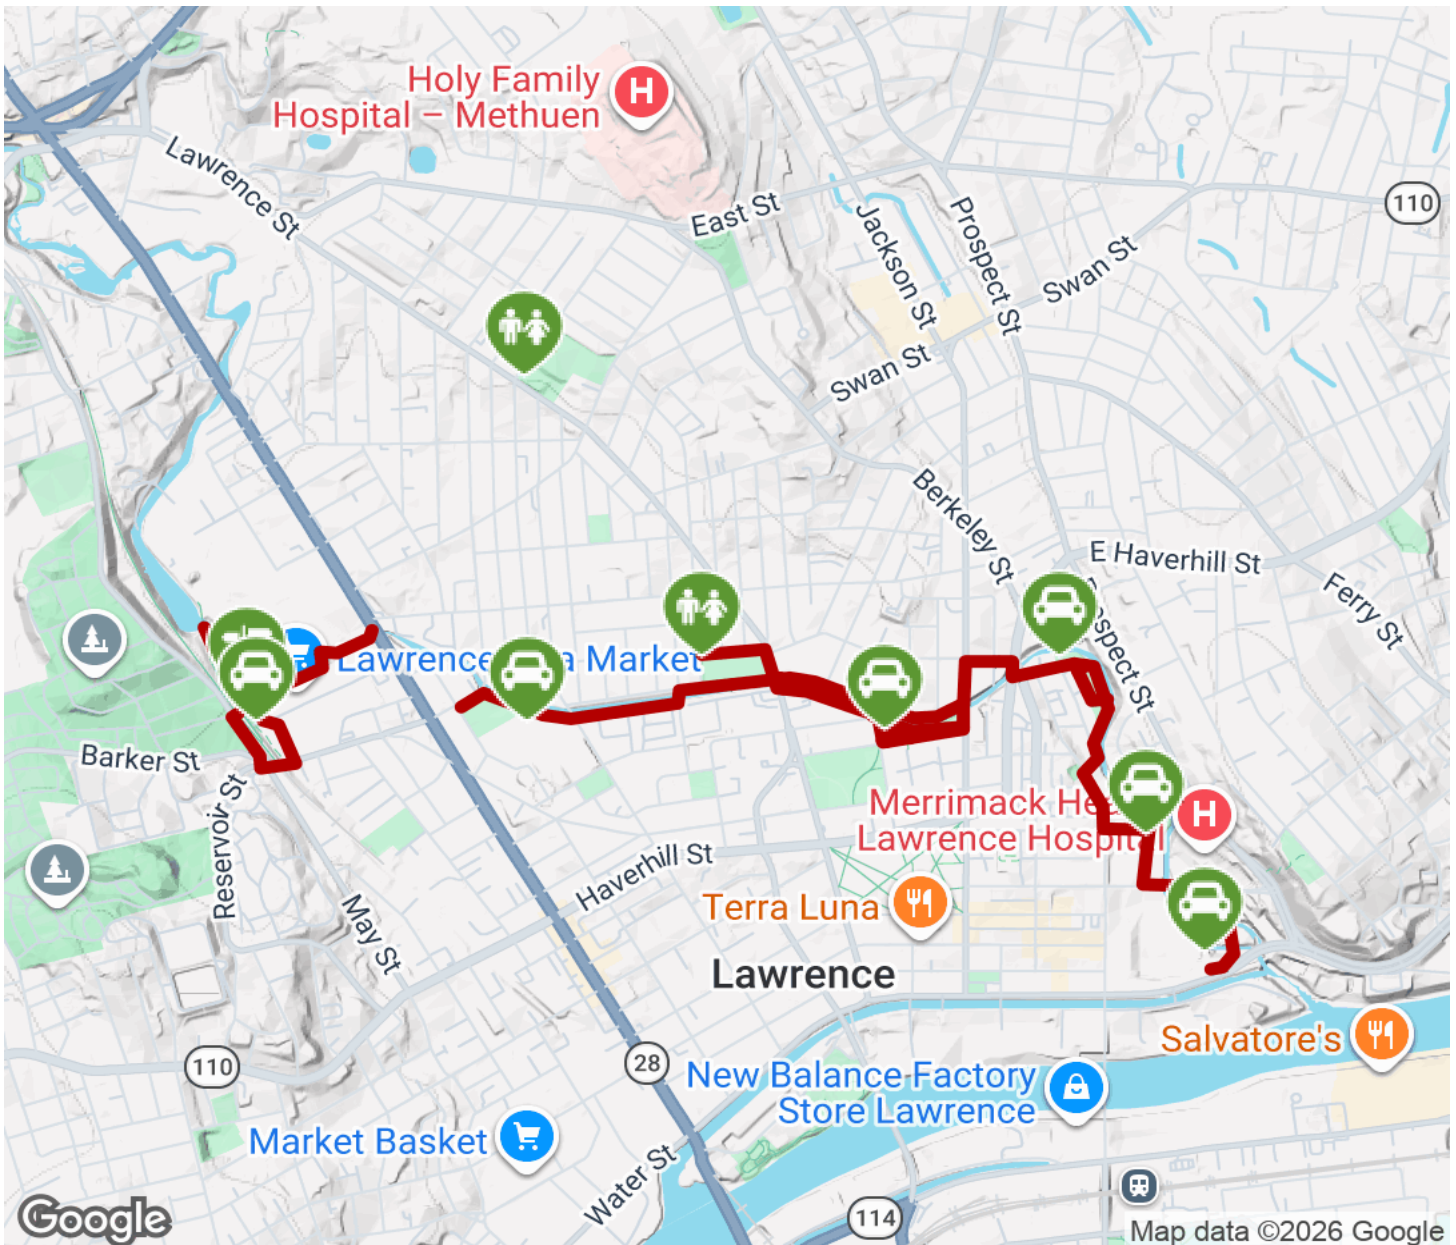 Holy Family
Hospital – Methuen
H
Lawrence St
East St
110
Jackson St
Prospect St
Swan St
Swan St
Berkeley St
E Haverhill St
Prospect St
Ferry St
Lawrence
Market
Barker St
Reservoir St
Merrimack He
Lawrence Hospital
H
Haverhill St
May St
Terra Luna
Lawrence
Salvatore's
110
28
New Balance Factory
Store Lawrence
Market Basket
Water St
114
Google
Map data ©2026 Google